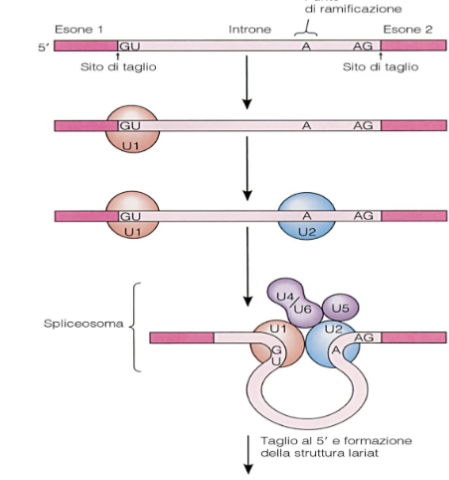 di ramificazione
Esone 1 Introne Esone 2
5' GU A AG
Sito di taglio Sito di taglio
GU A AG
U1
GU A AG
U1 U2
U4/U6 U5
Spliceosoma
U1 U2
AG
G A
U
Taglio al 5' e formazione
della struttura lariat